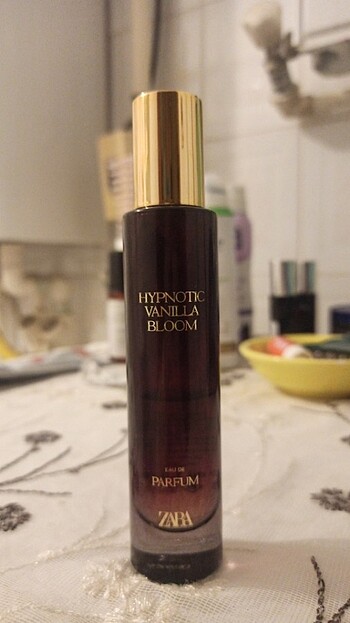 HYPNOTIC
VANILLA
BLOOM
EAU DE
PARFUM
ZARA